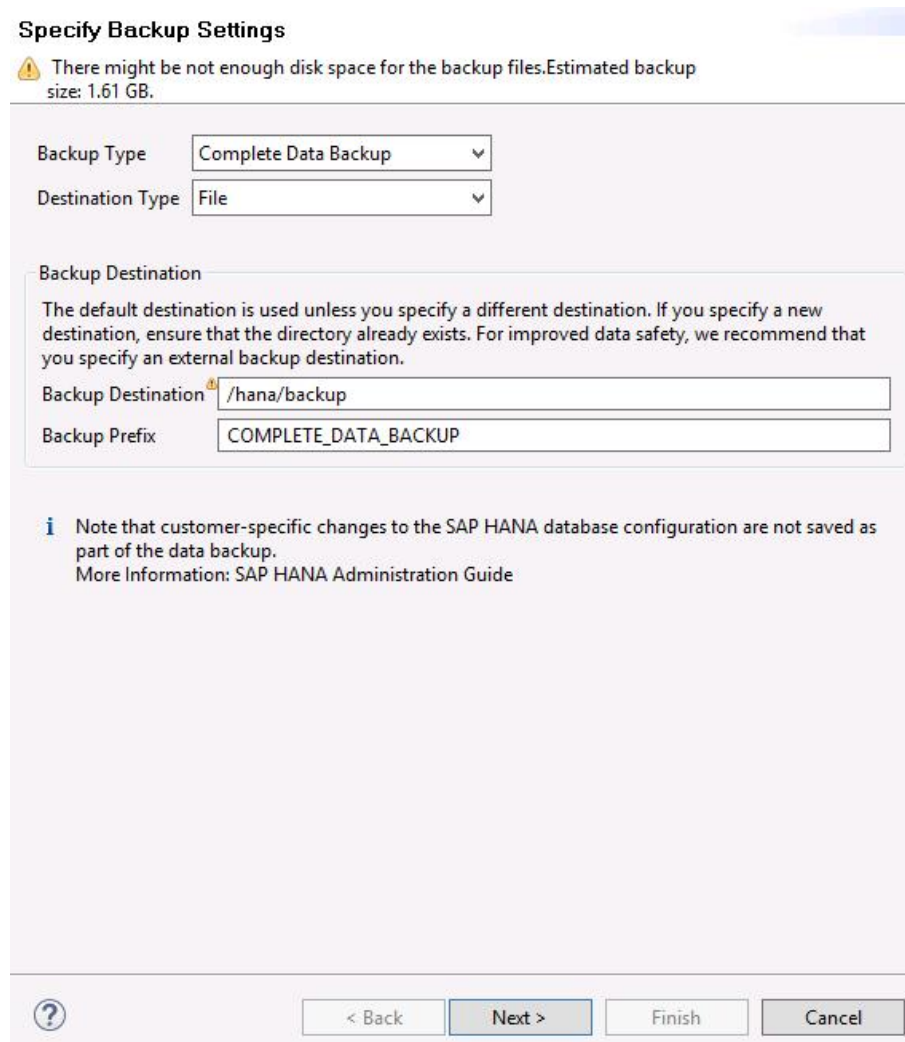 Specify Backup Settings
There might be not enough disk space for the backup files.Estimated backup
size: 1.61 GB.
Backup Type Complete Data Backup
Destination Type File
Backup Destination
The default destination is used unless you specify a different destination. If you specify a new
destination, ensure that the directory already exists. For improved data safety, we recommend that
you specify an external backup destination.
Backup Destination /hana/backup
Backup Prefix COMPLETE_DATA_BACKUP
i Note that customer-specific changes to the SAP HANA database configuration are not saved as
part of the data backup.
More Information: SAP HANA Administration Guide
? < Back Next > Finish Cancel